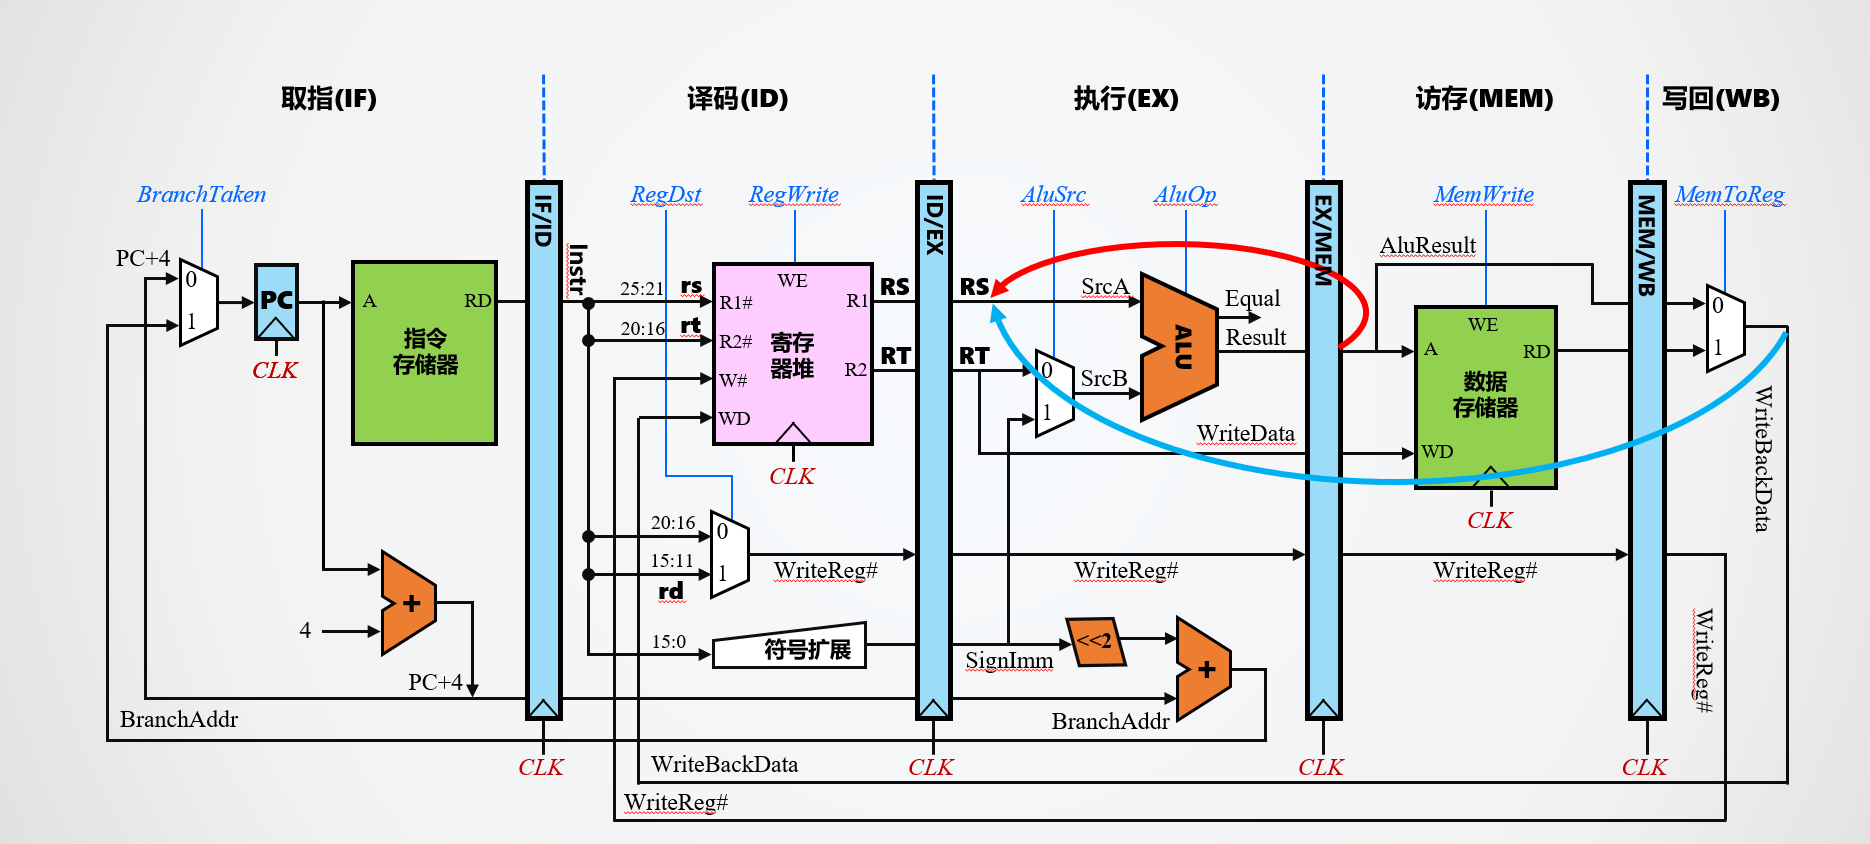 取指(IF)
译码(ID)
执行(EX)
访存(MEM)
写回(WB)
BranchTaken
RegDst
RegWrite
AluSrc
AluOp
MemWrite
MemToReg
IF/ID
ID/EX
EX/MEM
MEM/WB
PC+4
0
1
PC
CLK
A
RD
指令
存储器
Instr
25:21
rs
20:16
rt
WE
R1#
R2#
W#
WD
R1
R2
寄存
器堆
CLK
RS
RT
RS
RT
SrcA
0
1
SrcB
ALU
Equal
Result
WriteData
AluResult
WE
A
RD
WD
数据
存储器
CLK
0
1
WriteBackData
20:16
15:11
rd
0
1
WriteReg#
WriteReg#
WriteReg#
WriteReg#
4
+
PC+4
15:0
符号扩展
SignImm
<<2
+
BranchAddr
BranchAddr
CLK
CLK
CLK
CLK
WriteBackData
WriteReg#